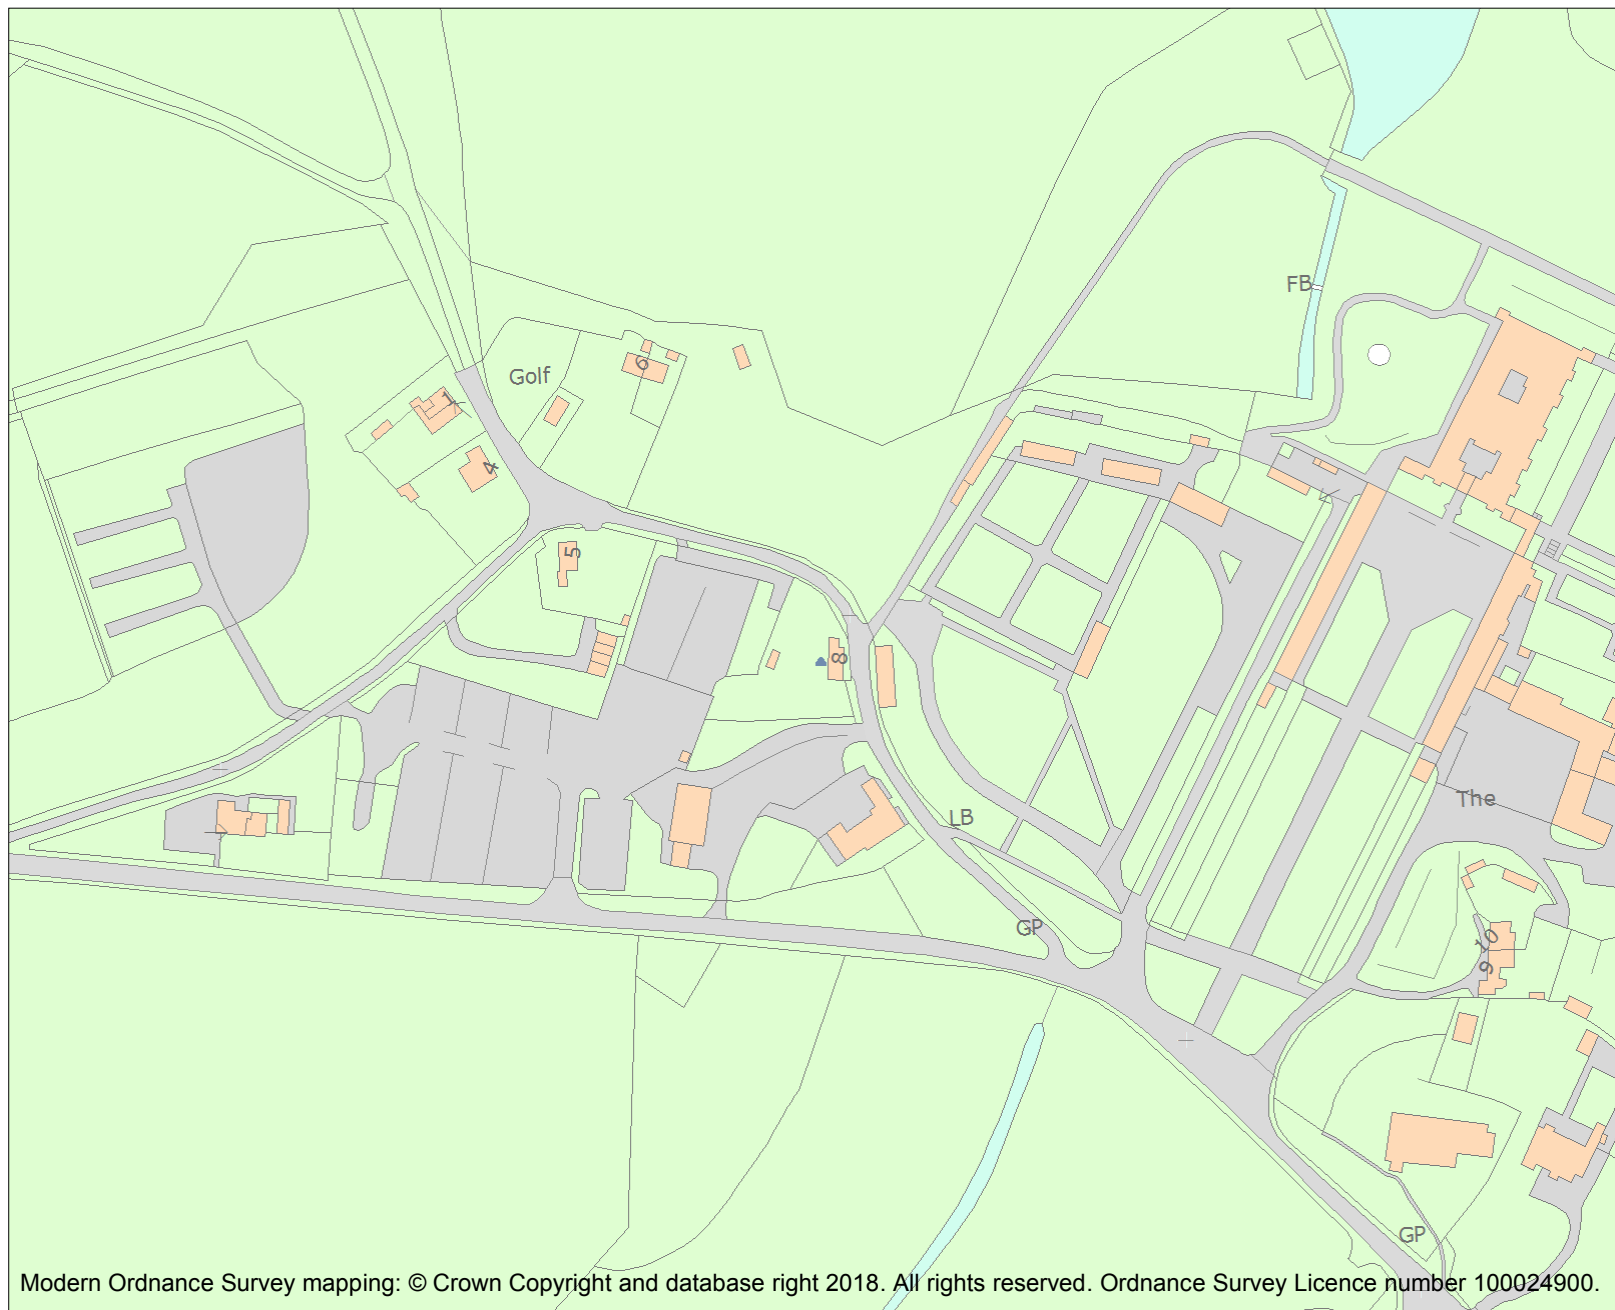 FB
Golf
6
1
4
5
8
The
LB
GP
10
9
GP
Modern Ordnance Survey mapping: © Crown Copyright and database right 2018. All rights reserved. Ordnance Survey Licence number 100024900.